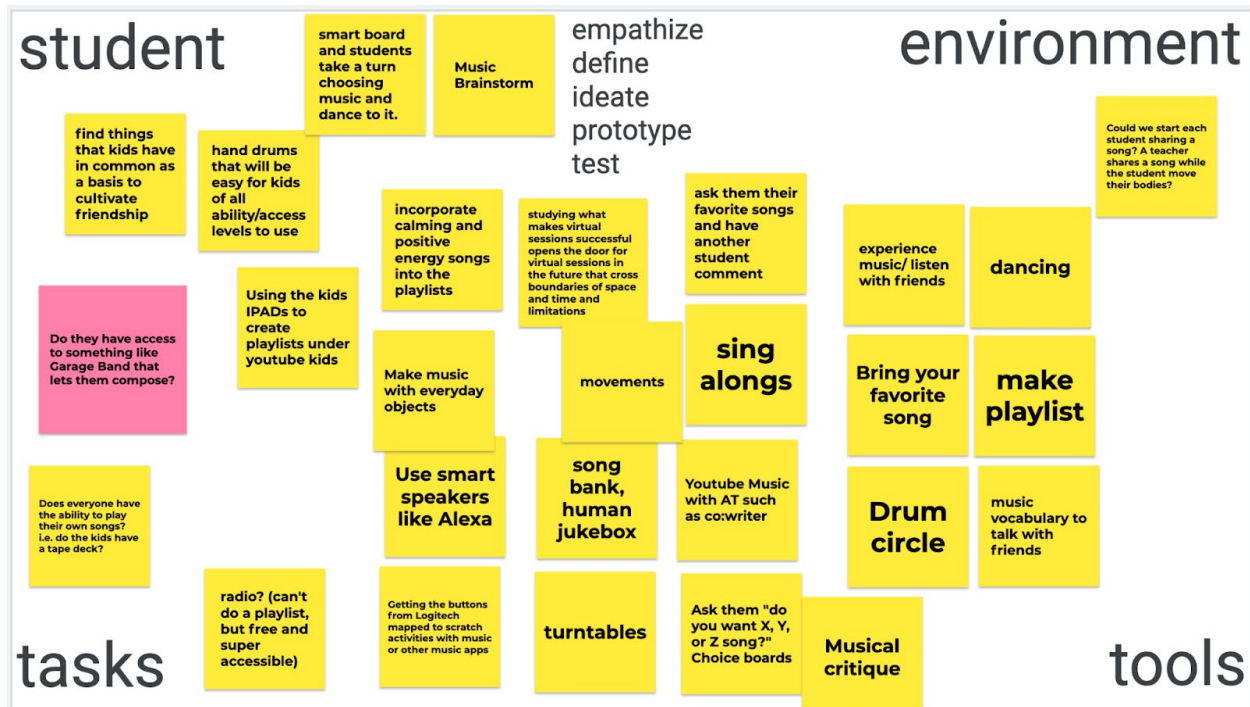 student
smart board
and students
take a turn
choosing
music and
dance to it.
Music
Brainstorm
empathize
define
ideate
prototype
test
environment
find things
that kids have
in common as
a basis to
cultivate
friendship
hand drums
that will be
easy for kids
of all
ability/access
levels to use
incorporate
calming and
positive
energy songs
into the
playlists
studying what
makes virtual
sessions successful
opens the door for
virtual sessions in
the future that cross
boundaries of space
and time and
limitations
ask them their
favorite songs
and have
another
student
comment
experience
music/ listen
with friends
dancing
Could we start each
student sharing a
song? A teacher
shares a song while
the student move
their bodies?
Do they have access
to something like
Garage Band that
lets them compose?
Using the kids
IPADs to
create
playlists under
youtube kids
Make music
with everyday
objects
movements
sing
alongs
Bring your
favorite
song
make
playlist
Does everyone have
the ability to play
their own songs?
i.e. do the kids have
a tape deck?
Use smart
speakers
like Alexa
song
bank,
human
jukebox
Youtube Music
with AT such
as co:writer
Drum
circle
music
vocabulary to
talk with
friends
radio? (can't
do a playlist,
but free and
super
accessible)
Getting the buttons
from Logitech
mapped to scratch
activities with music
or other music apps
turntables
Ask them "do
you want X, Y,
or Z song?"
Choice boards
Musical
critique
tasks
tools